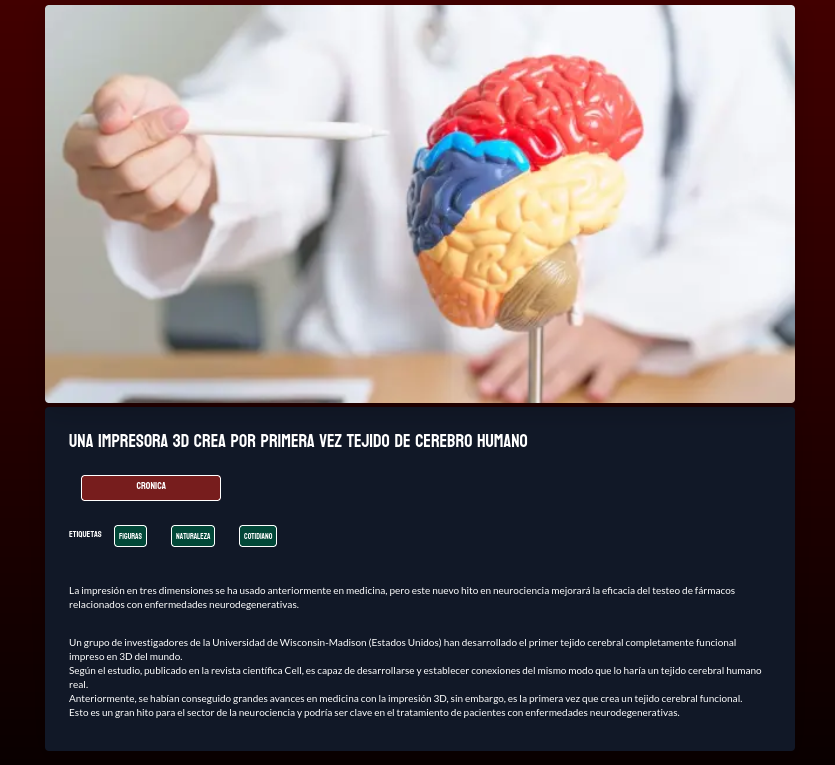 UNA IMPRESORA 3D CREA POR PRIMERA VEZ TEJIDO DE CEREBRO HUMANO
CRONICA
ETIQUETAS FIGURAS NATURALEZA COTIDIANO
La impresión en tres dimensiones se ha usado anteriormente en medicina, pero este nuevo hito en neurociencia mejorará la eficacia del testeo de fármacos
relacionados con enfermedades neurodegenerativas.
Un grupo de investigadores de la Universidad de Wisconsin-Madison (Estados Unidos) han desarrollado el primer tejido cerebral completamente funcional
impreso en 3D del mundo.
Según el estudio, publicado en la revista científica Cell, es capaz de desarrollarse y establecer conexiones del mismo modo que lo haría un tejido cerebral humano
real.
Anteriormente, se habían conseguido grandes avances en medicina con la impresión 3D, sin embargo, es la primera vez que crea un tejido cerebral funcional.
Esto es un gran hito para el sector de la neurociencia y podría ser clave en el tratamiento de pacientes con enfermedades neurodegenerativas.